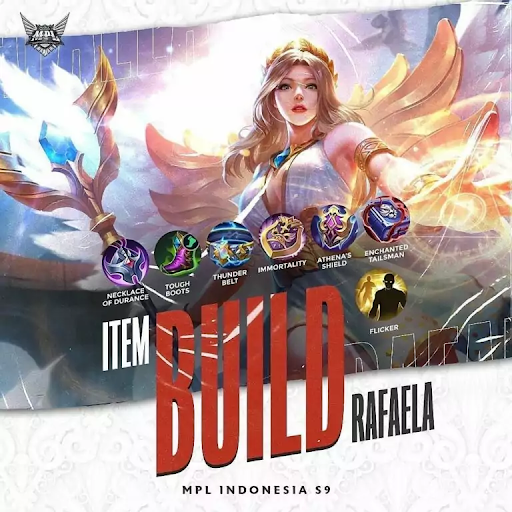 MPL
NECKLACE
OF DURANCE
TOUGH
BOOTS
THUNDER
BELT
IMMORTALITY
ATHENA'S
SHIELD
ENCHANTED
TALISMAN
FLICKER
ITEM
BUILD
RAFAELA
MPL INDONESIA S9